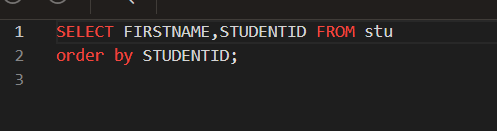 1 SELECT FIRSTNAME,STUDENTID FROM stu
2 order by STUDENTID;
3